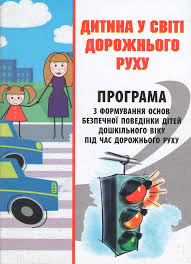 ДИТИНА У СВІТІ
ДОРОЖНЬОГО
РУХУ
ПРОГРАМА
З ФОРМУВАННЯ ОСНОВ
БЕЗПЕЧНОЇ ПОВЕДІНКИ ДІТЕЙ
ДОШКІЛЬНОГО ВІКУ
ПІД ЧАС ДОРОЖНЬОГО РУХУ